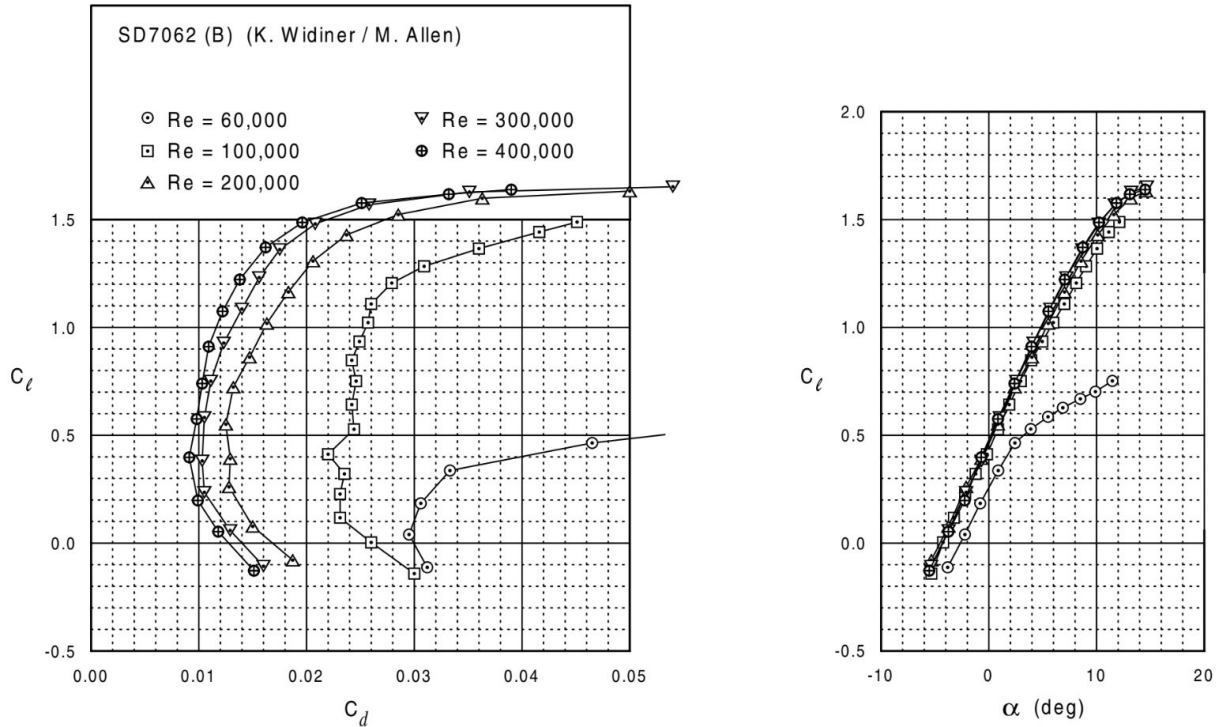 SD7062 (B) (K. Widiner / M. Allen)
Re = 60,000
Re = 100,000
Re = 200,000
Re = 300,000
Re = 400,000
1.5
1.0
C_ℓ
0.5
0.0
-0.5
0.00 0.01 0.02 0.03 0.04 0.05
C_d
2.0
1.5
1.0
C_ℓ
0.5
0.0
-0.5
-10 0 10 20
α (deg)